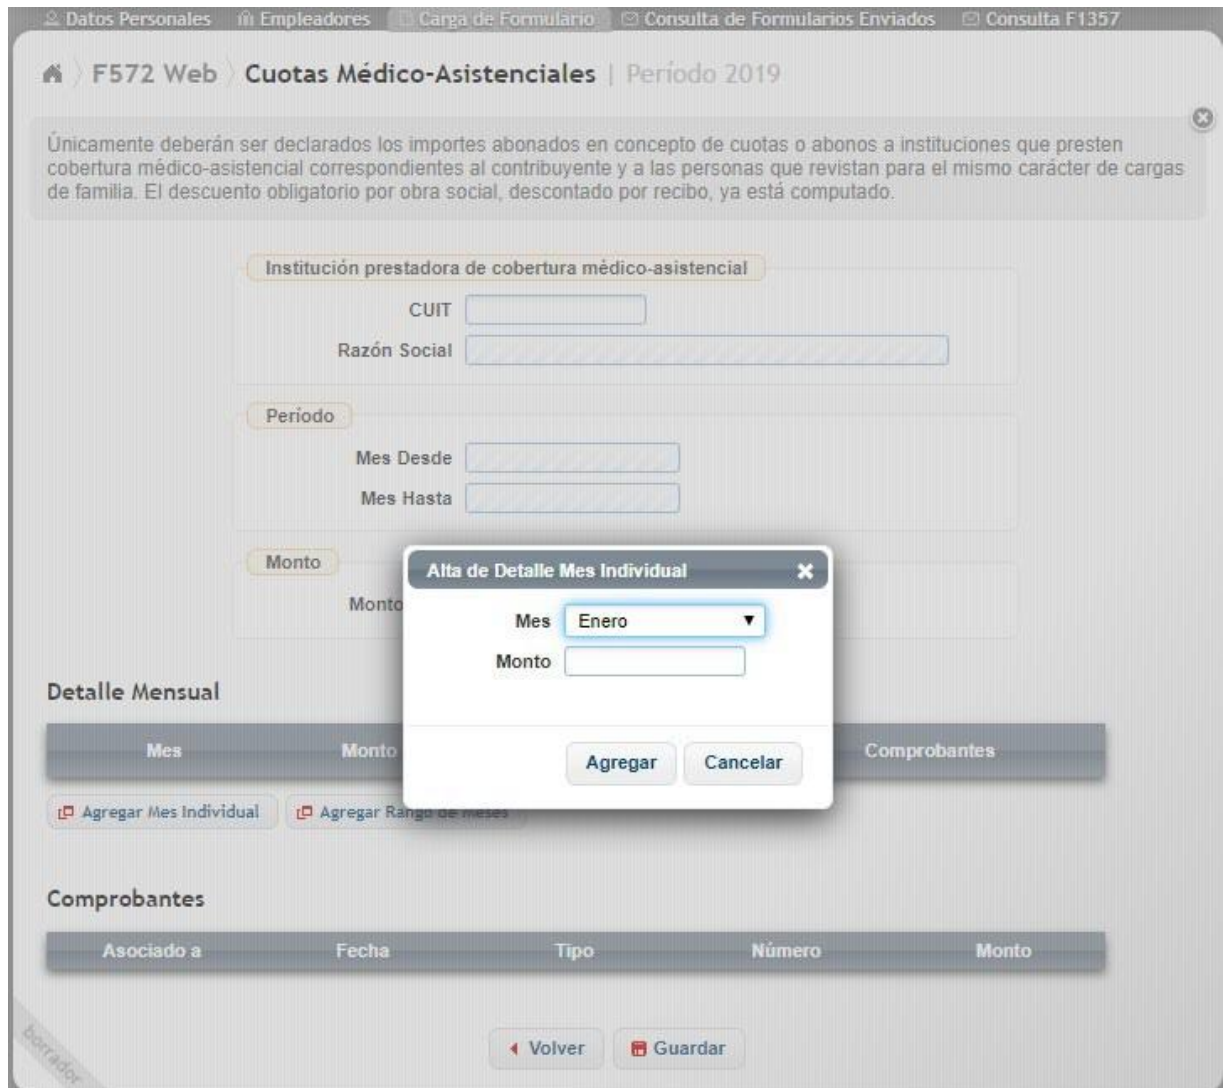 Datos Personales Empleadores Carga de Formulario Consulta de Formularios Enviados Consulta F1357
F572 Web Cuotas Médico-Asistenciales | Período 2019
Únicamente deberán ser declarados los importes abonados en concepto de cuotas o abonos a instituciones que presten
cobertura médico-asistencial correspondientes al contribuyente y a las personas que revistan para el mismo carácter de cargas
de familia. El descuento obligatorio por obra social, descontado por recibo, ya está computado.
Institución prestadora de cobertura médico-asistencial
CUIT
Razón Social
Período
Mes Desde
Mes Hasta
Monto
Monto
Alta de Detalle Mes Individual
Mes Enero
Monto
Agregar Cancelar
Detalle Mensual
Mes Monto Comprobantes
Agregar Mes Individual Agregar Rango de Meses
Comprobantes
Asociado a Fecha Tipo Número Monto
Volver Guardar
borrador